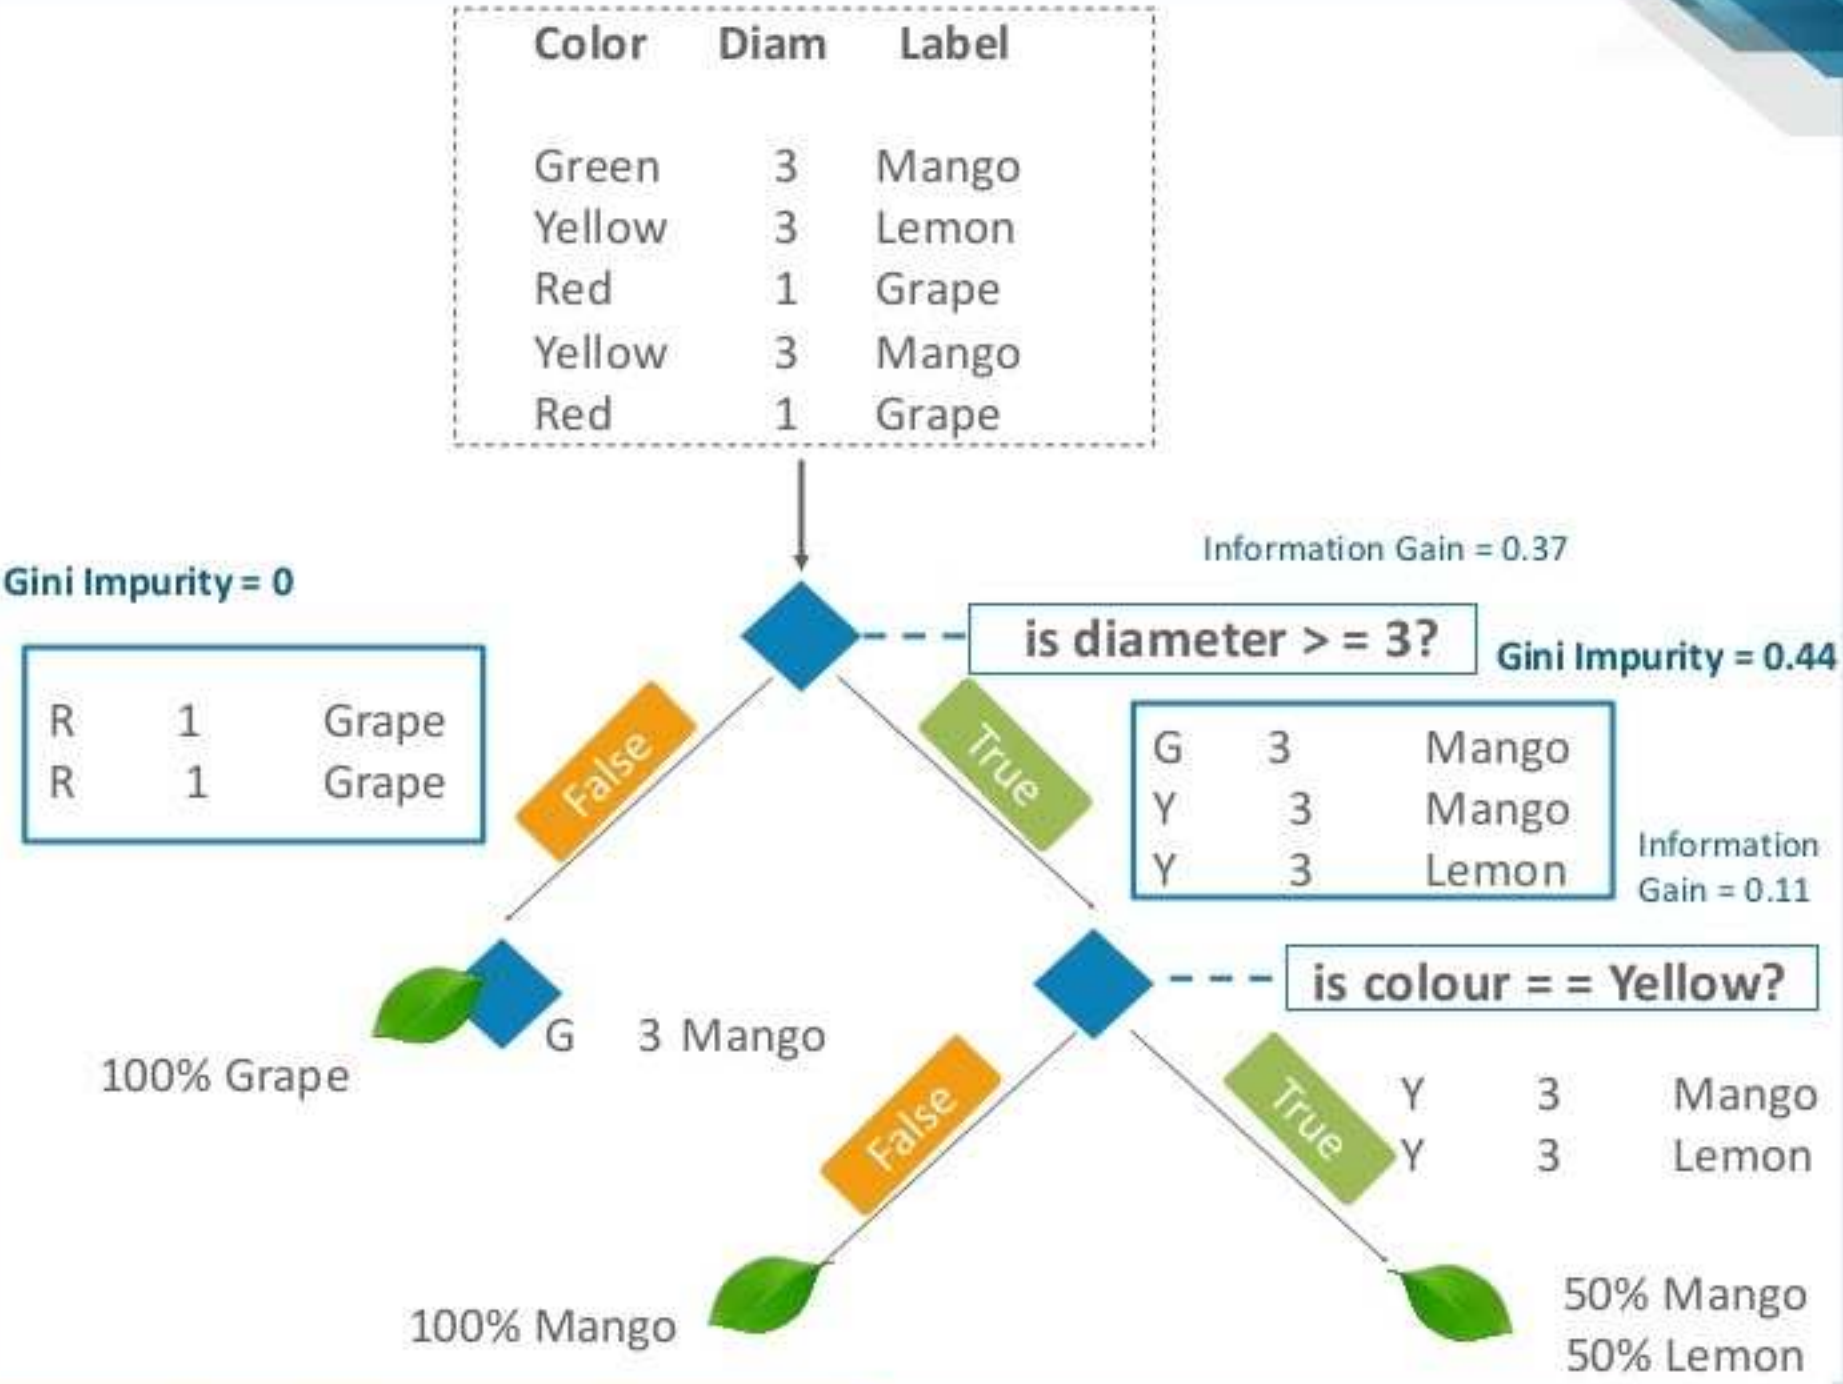 Color Diam Label
Green 3 Mango
Yellow 3 Lemon
Red 1 Grape
Yellow 3 Mango
Red 1 Grape
Information Gain = 0.37
Gini Impurity = 0
is diameter > = 3?
Gini Impurity = 0.44
R 1 Grape
R 1 Grape
False
True
G 3 Mango
Y 3 Mango
Y 3 Lemon
Information
Gain = 0.11
is colour = = Yellow?
G 3 Mango
100% Grape
False
True
Y 3 Mango
Y 3 Lemon
100% Mango
50% Mango
50% Lemon